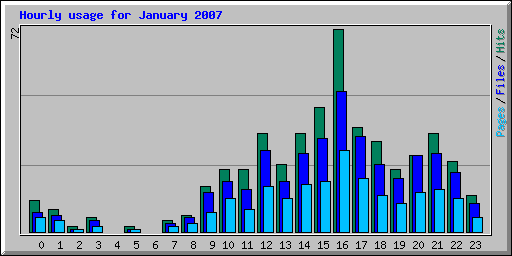 Hourly usage for January 2007
72
Pages / Files / Hits
0 1 2 3 4 5 6 7 8 9 10 11 12 13 14 15 16 17 18 19 20 21 22 23